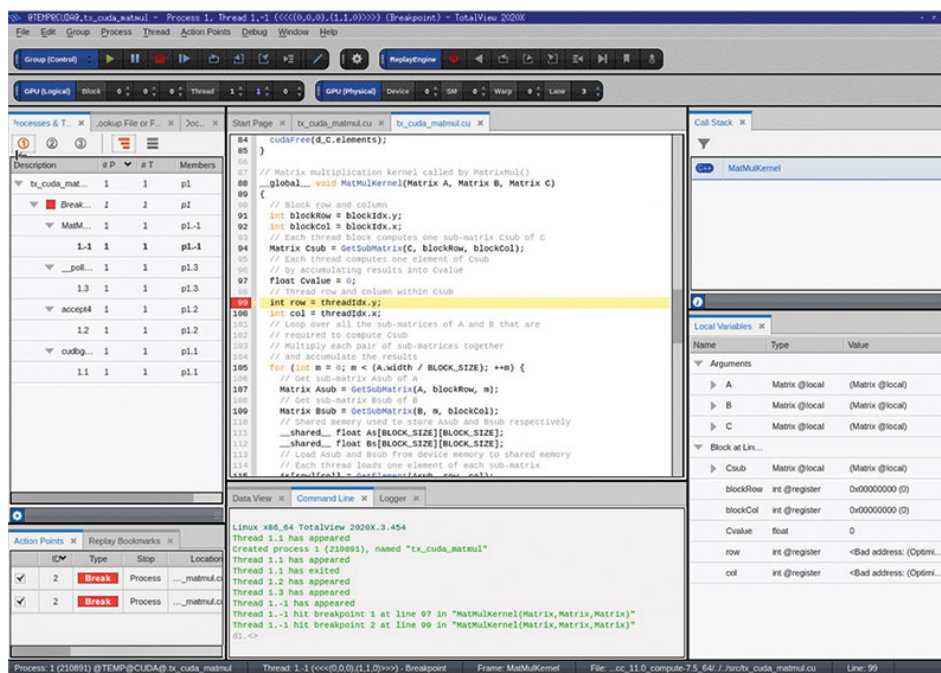 @TEMP@CUDA@.tx_cuda_matmul - Process 1, Thread 1.-1 (<<<(0,0,0),(1,1,0)>>>) (Breakpoint) - TotalView 2020X
File Edit Group Process Thread Action Points Debug Window Help
Group (Control) ReplayEngine
GPU (Logical) Block 0 0 0 Thread 1 1 0 GPU (Physical) Device 0 SM 0 Warp 0 Lane 3
Processes & T... Lookup File or F... Doc...
1 2 3
Description # P # T Members
tx_cuda_mat... 1 1 p1
Break... 1 1 p1
MatM... 1 1 p1.-1
1.-1 1 1 p1.-1
__poll... 1 1 p1.3
1.3 1 1 p1.3
accept4 1 1 p1.2
1.2 1 1 p1.2
cudbg... 1 1 p1.1
1.1 1 1 p1.1
Action Points Replay Bookmarks
ID Type Stop Location
2 Break Process ..._matmul.cu
2 Break Process ..._matmul.cu
Start Page tx_cuda_matmul.cu tx_cuda_matmul.cu
84 cudaFree(d_C.elements);
85 }
86
87 // Matrix multiplication kernel called by MatrixMul()
88 __global__ void MatMulKernel(Matrix A, Matrix B, Matrix C)
89 {
90 // Block row and column
91 int blockRow = blockIdx.y;
92 int blockCol = blockIdx.x;
93 // Each thread block computes one sub-matrix Csub of C
94 Matrix Csub = GetSubMatrix(C, blockRow, blockCol);
95 // Each thread computes one element of Csub
96 // by accumulating results into Cvalue
97 float Cvalue = 0;
98 // Thread row and column within Csub
99 int row = threadIdx.y;
100 int col = threadIdx.x;
101 // Loop over all the sub-matrices of A and B that are
102 // required to compute Csub
103 // Multiply each pair of sub-matrices together
104 // and accumulate the results
105 for (int m = 0; m < (A.width / BLOCK_SIZE); ++m) {
106 // Get sub-matrix Asub of A
107 Matrix Asub = GetSubMatrix(A, blockRow, m);
108 // Get sub-matrix Bsub of B
109 Matrix Bsub = GetSubMatrix(B, m, blockCol);
110 // Shared memory used to store Asub and Bsub respectively
111 __shared__ float As[BLOCK_SIZE][BLOCK_SIZE];
112 __shared__ float Bs[BLOCK_SIZE][BLOCK_SIZE];
113 // Load Asub and Bsub from device memory to shared memory
114 // Each thread loads one element of each sub-matrix
115 As[row][col] = GetElement(Asub, row, col);
Data View Command Line Logger
Linux x86_64 TotalView 2020X.3.454
Thread 1.1 has appeared
Created process 1 (210891), named "tx_cuda_matmul"
Thread 1.1 has appeared
Thread 1.1 has exited
Thread 1.2 has appeared
Thread 1.3 has appeared
Thread 1.-1 has appeared
Thread 1.-1 hit breakpoint 1 at line 97 in "MatMulKernel(Matrix,Matrix,Matrix)"
Thread 1.-1 hit breakpoint 2 at line 99 in "MatMulKernel(Matrix,Matrix,Matrix)"
d1.<>
Call Stack
C++ MatMulKernel
Local Variables
Name Type Value
Arguments
A Matrix @local (Matrix @local)
B Matrix @local (Matrix @local)
C Matrix @local (Matrix @local)
Block at Lin...
Csub Matrix @local (Matrix @local)
blockRow int @register 0x00000000 (0)
blockCol int @register 0x00000000 (0)
Cvalue float 0
row int @register <Bad address: (Optimi...
col int @register <Bad address: (Optimi...
Process: 1 (210891) @TEMP@CUDA@.tx_cuda_matmul Thread: 1.-1 (<<<(0,0,0),(1,1,0)>>>) - Breakpoint Frame: MatMulKernel File: ...cc_11.0_compute-7.5_64/././src/tx_cuda_matmul.cu Line: 99